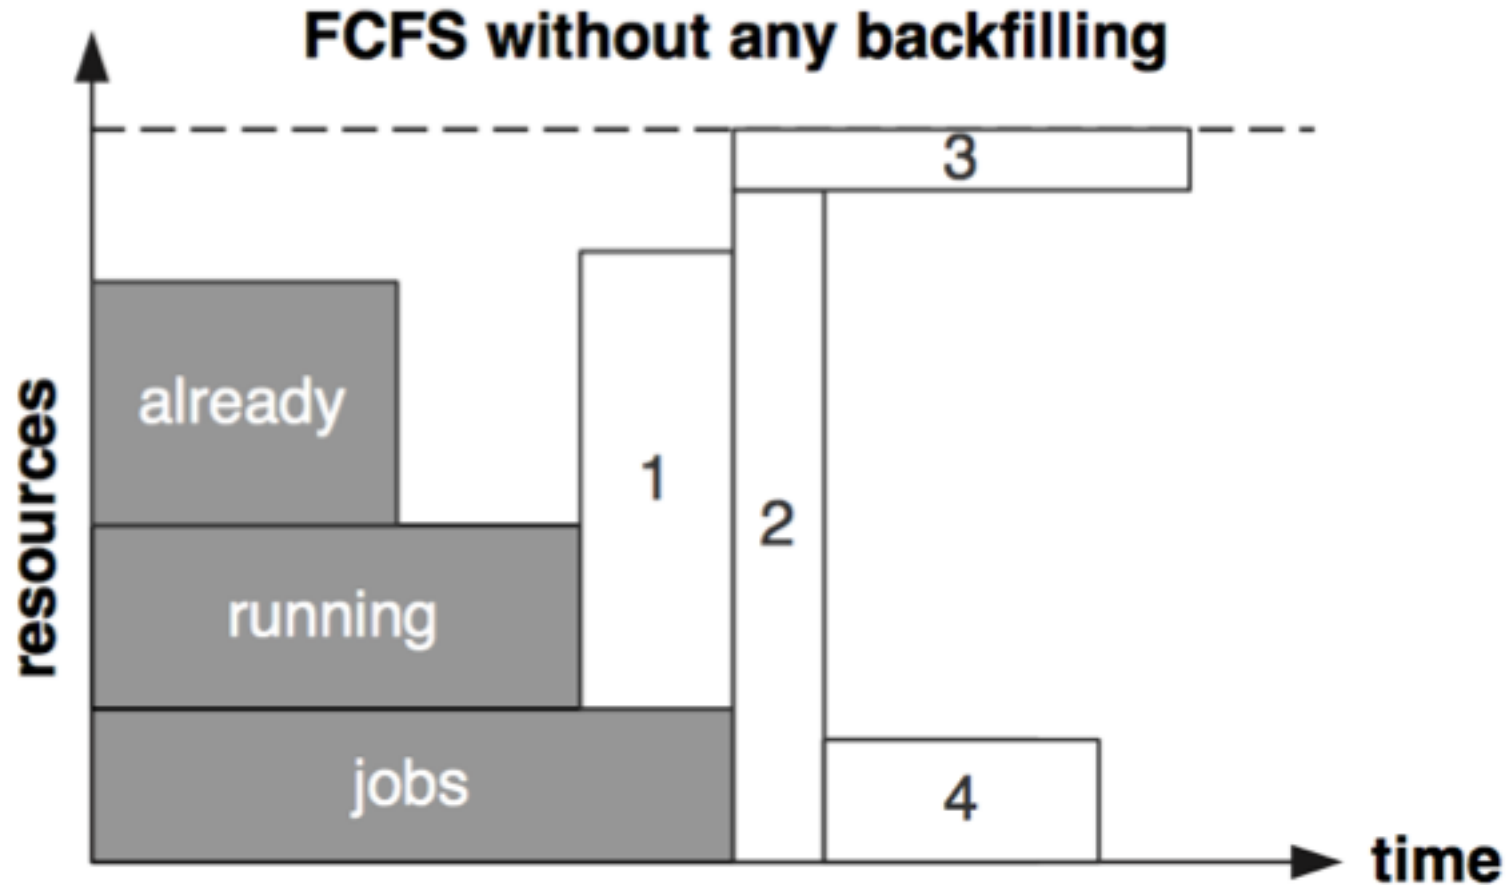 FCFS without any backfilling
3
already
1
2
running
jobs
4
resources
time